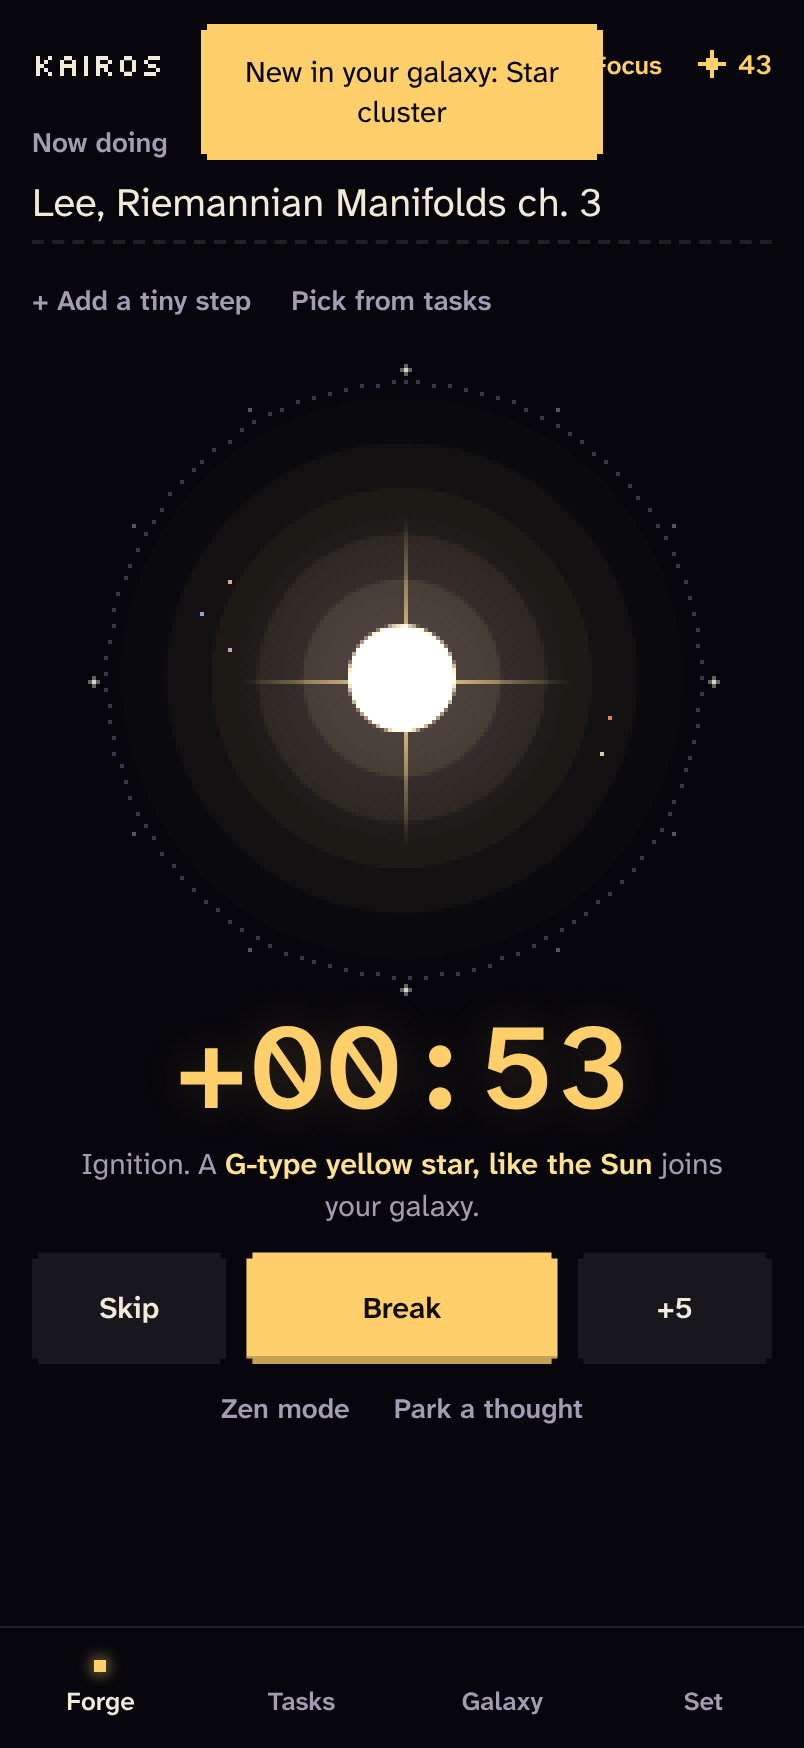 KAIROS
New in your galaxy: Star
cluster
Focus
43
Now doing
Lee, Riemannian Manifolds ch. 3
+ Add a tiny step
Pick from tasks
+00:53
Ignition. A G-type yellow star, like the Sun joins
your galaxy.
Skip
Break
+5
Zen mode
Park a thought
Forge
Tasks
Galaxy
Set